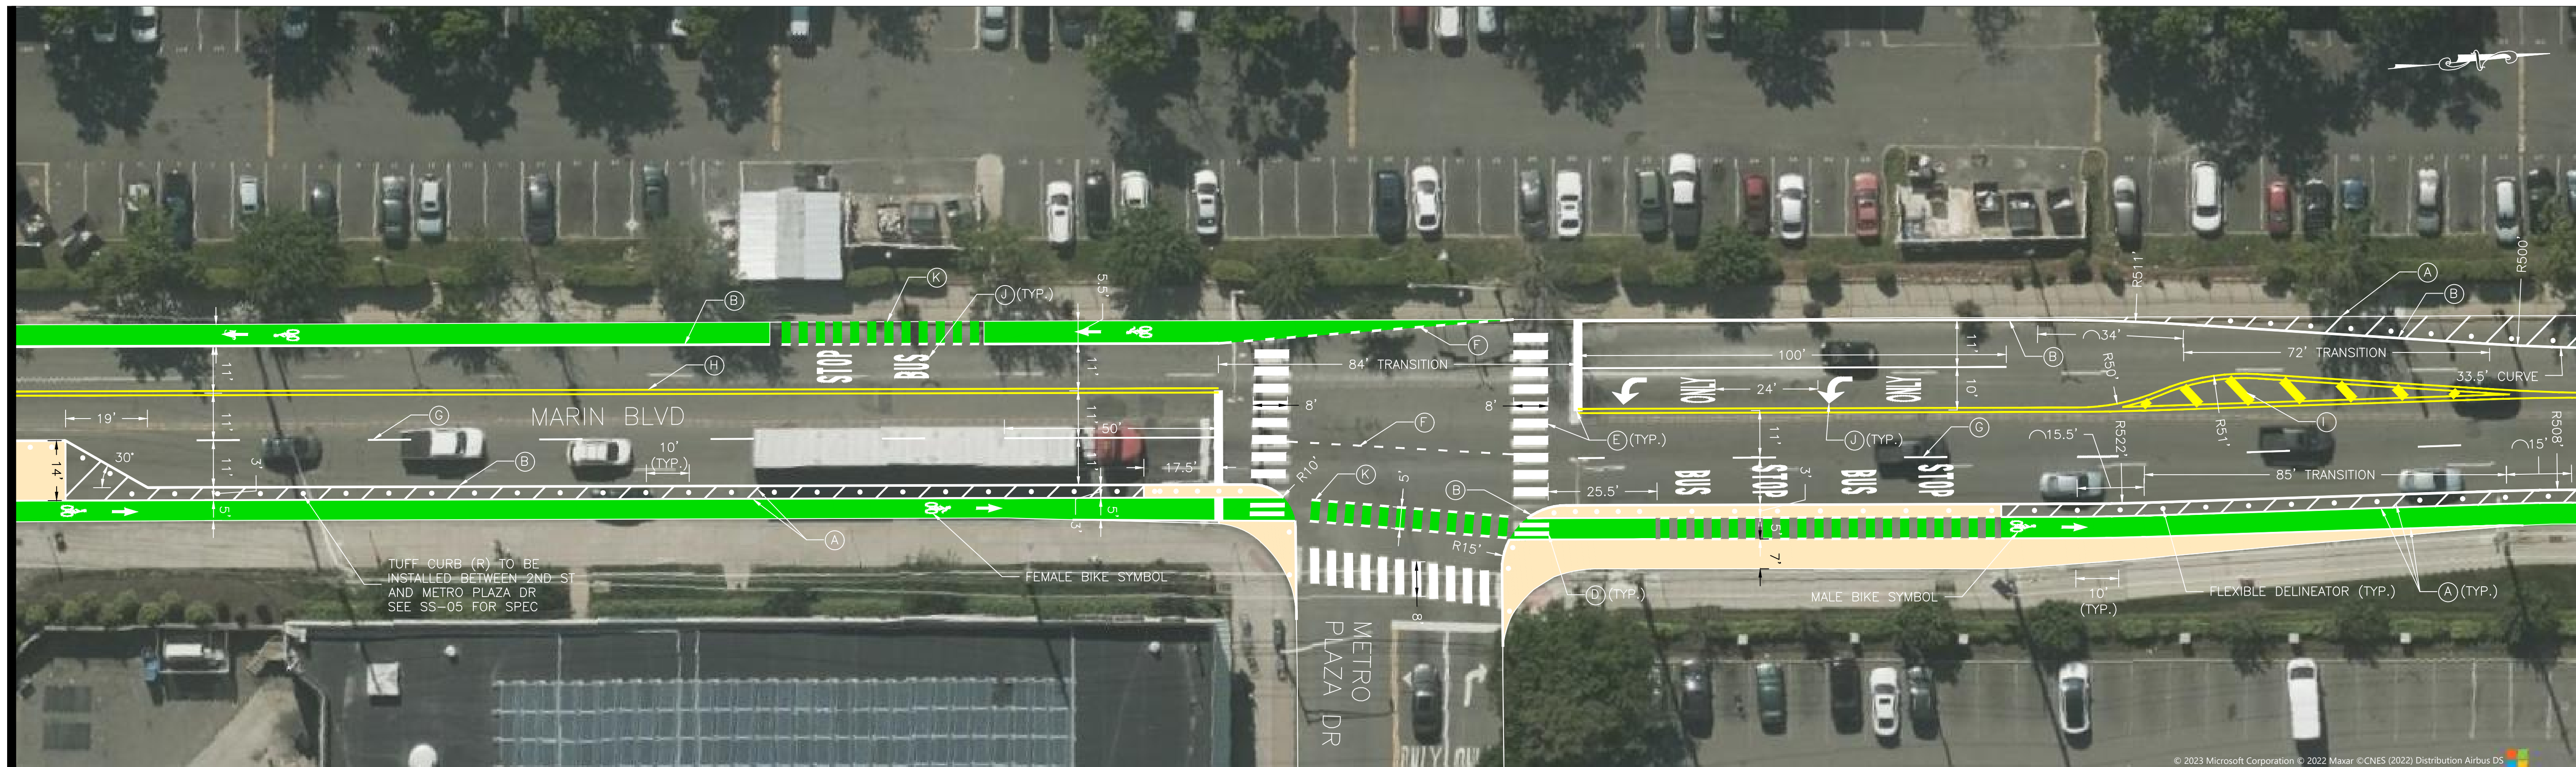 K
J (TYP.)
B
5.5'
R511'
A
R500'
B
F
11'
H
11'
STOP
BUS
84' TRANSITION
100'
11'
B
34'
72' TRANSITION
R50'
33.5' CURVE
8'
8'
ONLY
24'
ONLY
10'
19'
11'
G
MARIN BLVD
11'
50'
F
E (TYP.)
11'
J (TYP.)
G
R51'
I
R508'
15'
14'
30°
11'
3'
B
10'
(TYP.)
17.5'
R10'
K
5'
B
25.5'
BUS
STOP
3'
BUS
STOP
15.5'
R522'
85' TRANSITION
5'
A
3'
5'
R15'
5'
7'
TUFF CURB (R) TO BE
INSTALLED BETWEEN 2ND ST
AND METRO PLAZA DR
SEE SS-05 FOR SPEC
FEMALE BIKE SYMBOL
8'
D (TYP.)
MALE BIKE SYMBOL
10'
(TYP.)
FLEXIBLE DELINEATOR (TYP.)
A (TYP.)
METRO
PLAZA DR
ONLY
© 2023 Microsoft Corporation © 2022 Maxar ©CNES (2022) Distribution Airbus DS